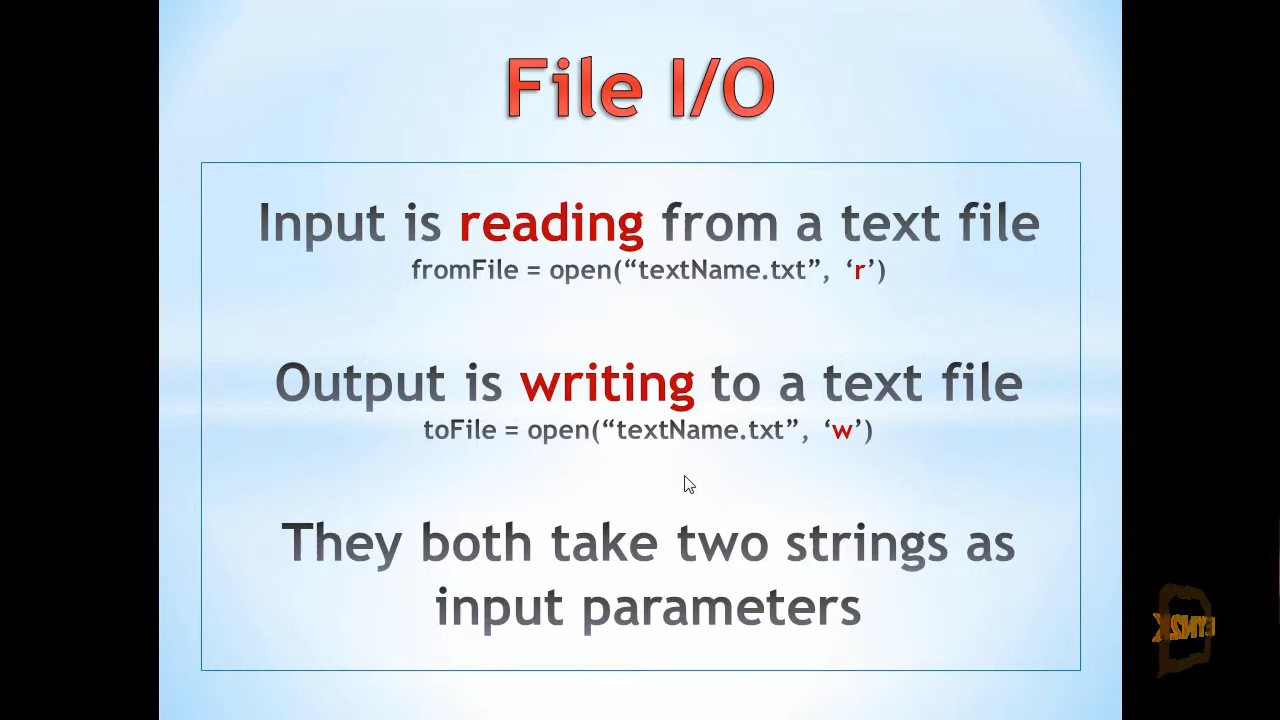 File I/O
Input is reading from a text file
fromFile = open(“textName.txt”, ‘r’)
Output is writing to a text file
toFile = open(“textName.txt”, ‘w’)
They both take two strings as
input parameters